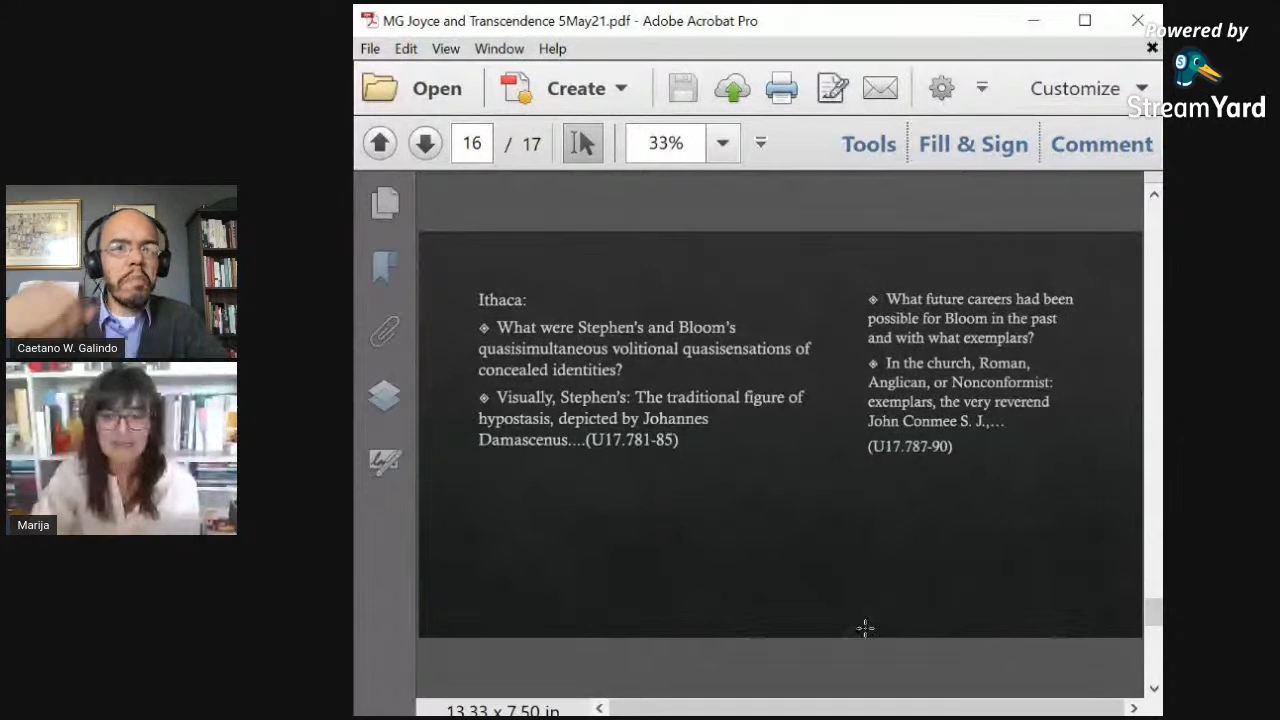 MG Joyce and Transcendence 5May21.pdf - Adobe Acrobat Pro
Powered by
StreamYard
File Edit View Window Help
Open Create Customize
16 / 17 33% Tools Fill & Sign Comment
Caetano W. Galindo
Marija
Ithaca:
◈ What were Stephen's and Bloom's
quasisimultaneous volitional quasisensations of
concealed identities?
◈ Visually, Stephen's: The traditional figure of
hypostasis, depicted by Johannes
Damascenus....(U17.781-85)
◈ What future careers had been
possible for Bloom in the past
and with what exemplars?
◈ In the church, Roman,
Anglican, or Nonconformist:
exemplars, the very reverend
John Conmee S. J.,...
(U17.787-90)
13.33 x 7.50 in